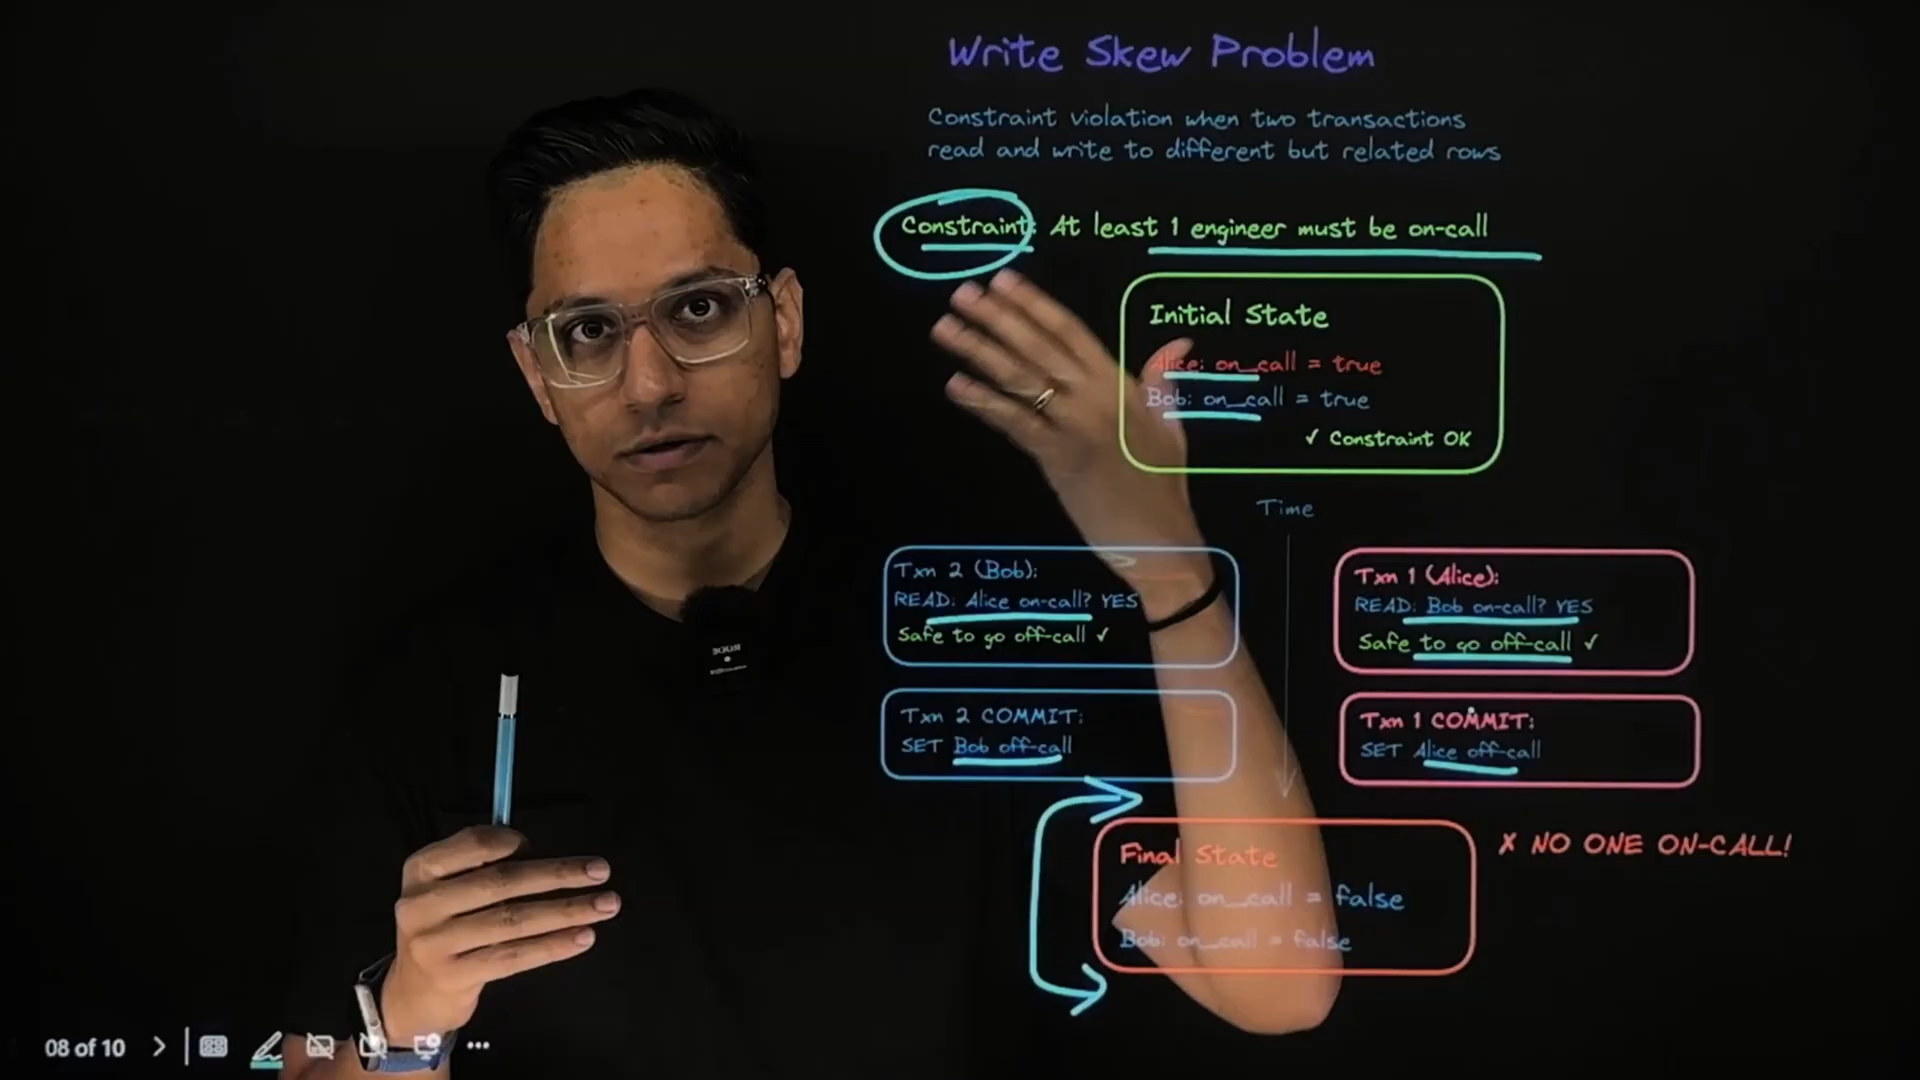 Write Skew Problem
Constraint violation when two transactions
read and write to different but related rows
Constraint: At least 1 engineer must be on-call
Initial State
Alice: on_call = true
Bob: on_call = true
✓ Constraint OK
Time
Txn 2 (Bob):
READ: Alice on-call? YES
Safe to go off-call ✓
Txn 1 (Alice):
READ: Bob on-call? YES
Safe to go off-call ✓
Txn 2 COMMIT:
SET Bob off-call
Txn 1 COMMIT:
SET Alice off-call
Final State
Alice: on_call = false
Bob: on_call = false
✗ NO ONE ON-CALL!
08 of 10